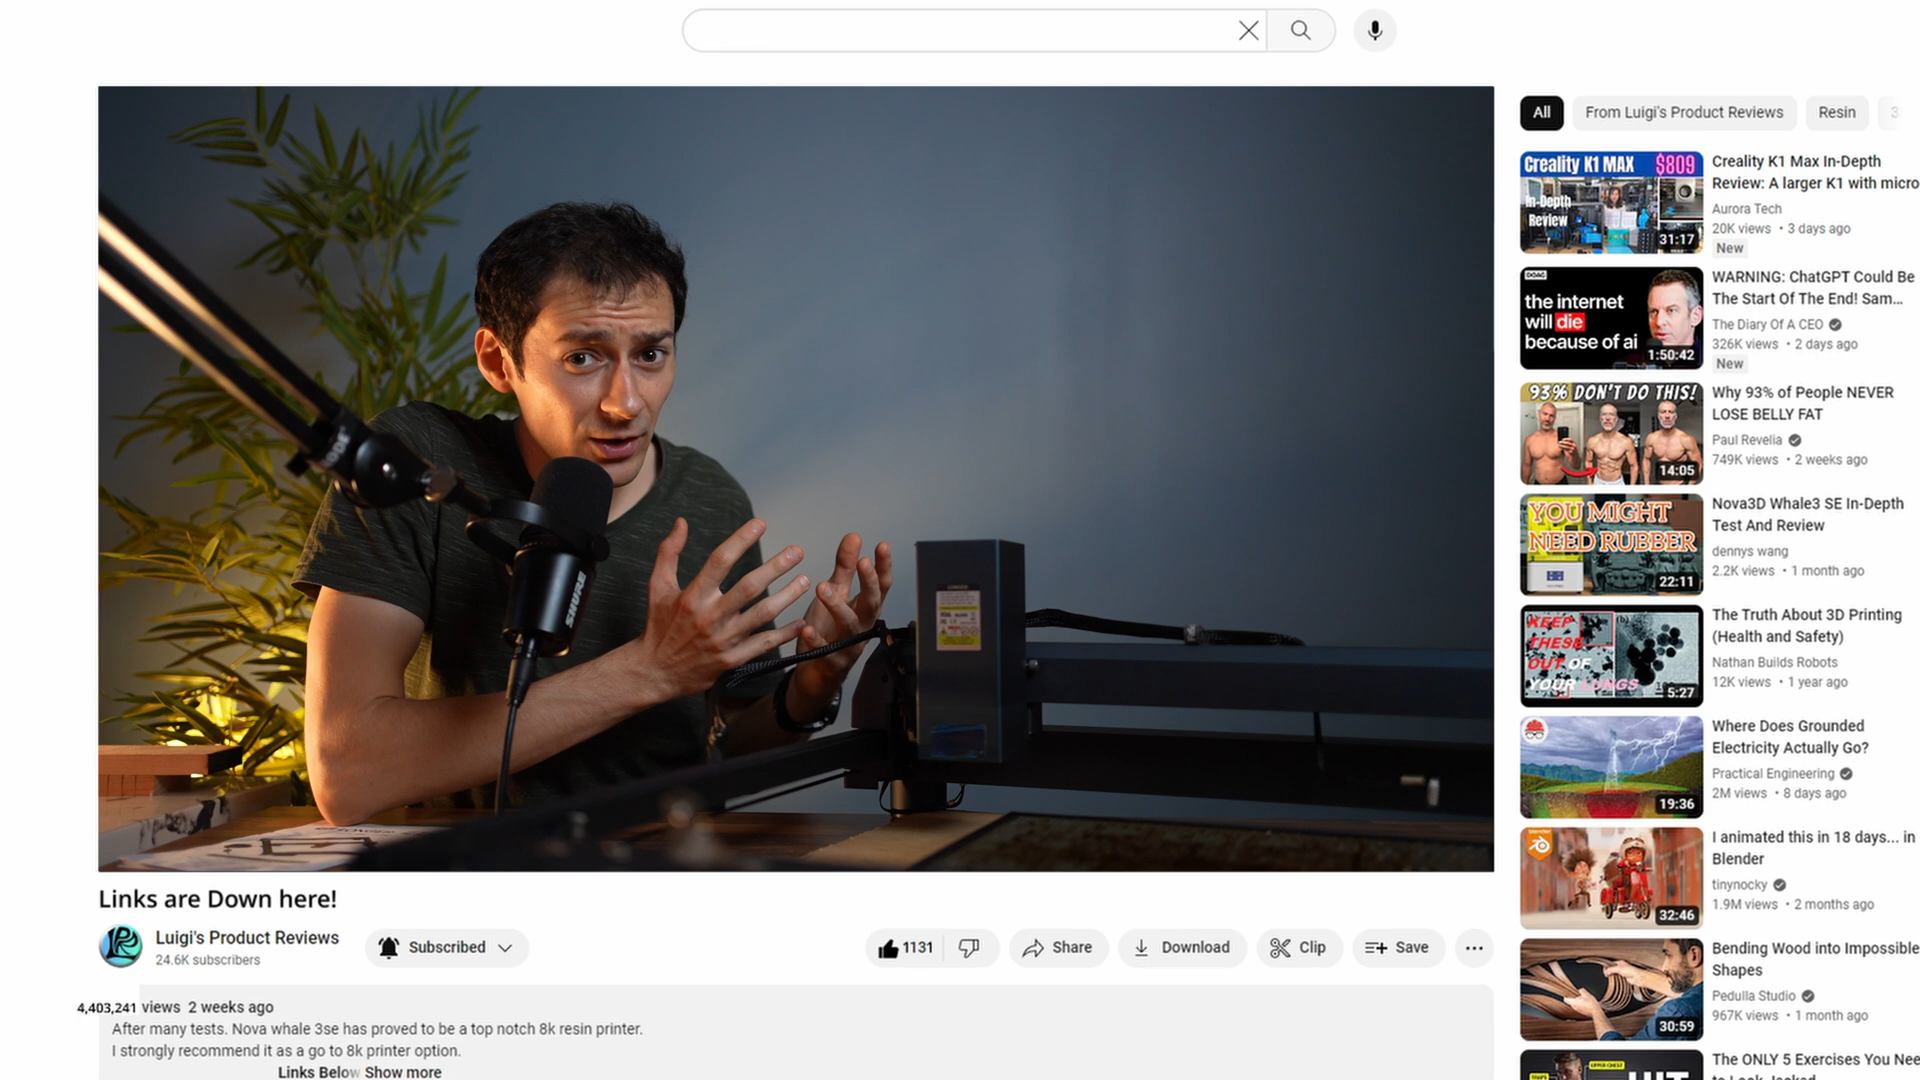 All
From Luigi's Product Reviews
Resin
Creality K1 MAX $809
In-Depth
Review
31:17
Creality K1 Max In-Depth
Review: A larger K1 with micro
Aurora Tech
20K views • 3 days ago
New
DOAC
the internet
will die
because of ai
1:50:42
WARNING: ChatGPT Could Be
The Start Of The End! Sam...
The Diary Of A CEO
326K views • 2 days ago
New
93% DON'T DO THIS!
14:05
Why 93% of People NEVER
LOSE BELLY FAT
Paul Revelia
749K views • 2 weeks ago
YOU MIGHT
NEED RUBBER
22:11
Nova3D Whale3 SE In-Depth
Test And Review
dennys wang
2.2K views • 1 month ago
KEEP
THESE
OUT OF
YOUR LUNGS
5:27
The Truth About 3D Printing
(Health and Safety)
Nathan Builds Robots
12K views • 1 year ago
19:36
Where Does Grounded
Electricity Actually Go?
Practical Engineering
2M views • 8 days ago
blender
32:46
I animated this in 18 days... in
Blender
tinynocky
1.9M views • 2 months ago
30:59
Bending Wood into Impossible
Shapes
Pedulla Studio
967K views • 1 month ago
The ONLY 5 Exercises You Nee
SHURE
Links are Down here!
Luigi's Product Reviews
24.6K subscribers
Subscribed
1131
Share
Download
Clip
Save
4,403,241 views 2 weeks ago
After many tests. Nova whale 3se has proved to be a top notch 8k resin printer.
I strongly recommend it as a go to 8k printer option.
Links Below Show more